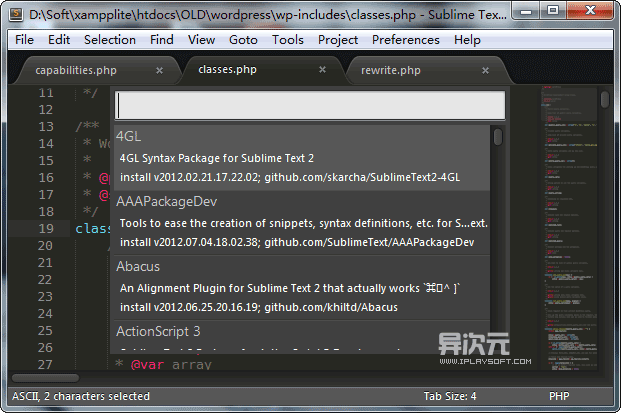 D:\Soft\xampplite\htdocs\OLD\wordpress\wp-includes\classes.php - Sublime Tex...
File Edit Selection Find View Goto Tools Project Preferences Help
capabilities.php × classes.php × rewrite.php ×
11 */
12
13 /**
14 * Wo
15 *
16 * @
17 * @
18 */
19 class
20 /
21
22
23
24
25
26
27 * @var array
4GL
4GL Syntax Package for Sublime Text 2
install v2012.02.21.17.22.02; github.com/skarcha/SublimeText2-4GL
AAAPackageDev
Tools to ease the creation of snippets, syntax definitions, etc. for S...ext.
install v2012.07.04.18.02.38; github.com/SublimeText/AAAPackageDev
Abacus
An Alignment Plugin for Sublime Text 2 that actually works `⌘▯^ ]`
install v2012.06.25.20.16.19; github.com/khiltd/Abacus
ActionScript 3
异次元
WWW.IPLAYSOFT.COM
ASCII, 2 characters selected Tab Size: 4 PHP